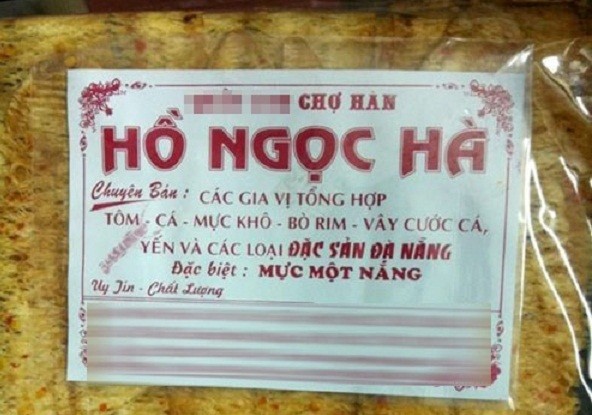 CHỢ HÀN
HỒ NGỌC HÀ
Chuyên Bán : CÁC GIA VỊ TỔNG HỢP
TÔM - CÁ - MỰC KHÔ - BÒ RIM - VÂY CƯỚC CÁ,
YẾN VÀ CÁC LOẠI ĐẶC SẢN ĐÀ NẴNG
Đặc biệt : MỰC MỘT NẮNG
Uy Tín - Chất Lượng